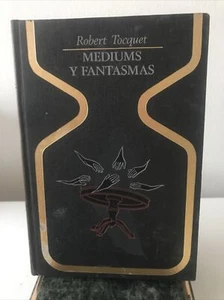 Robert Tocquet
MEDIUMS
Y FANTASMAS